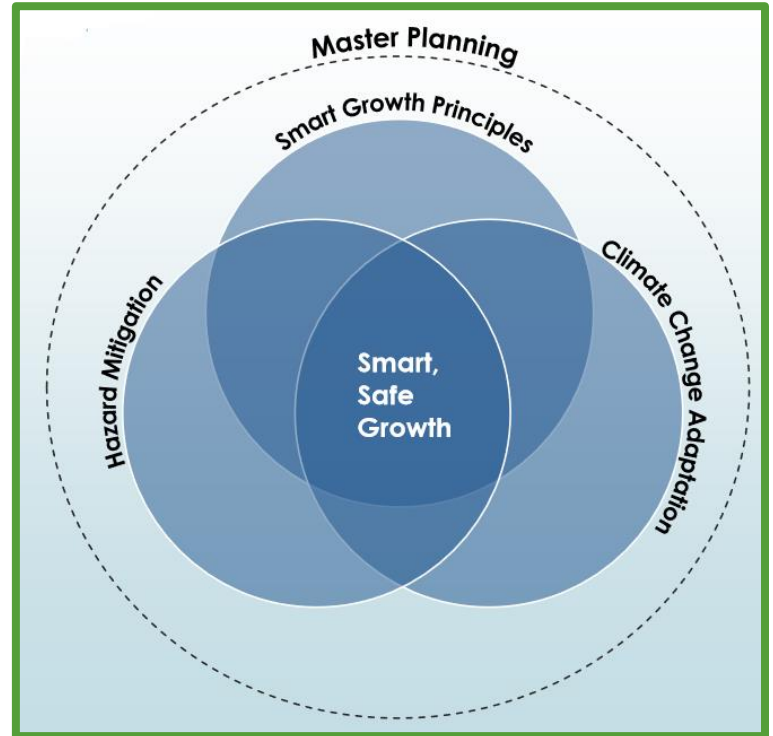 Master Planning
Smart Growth Principles
Hazard Mitigation
Climate Change Adaptation
Smart,
Safe
Growth